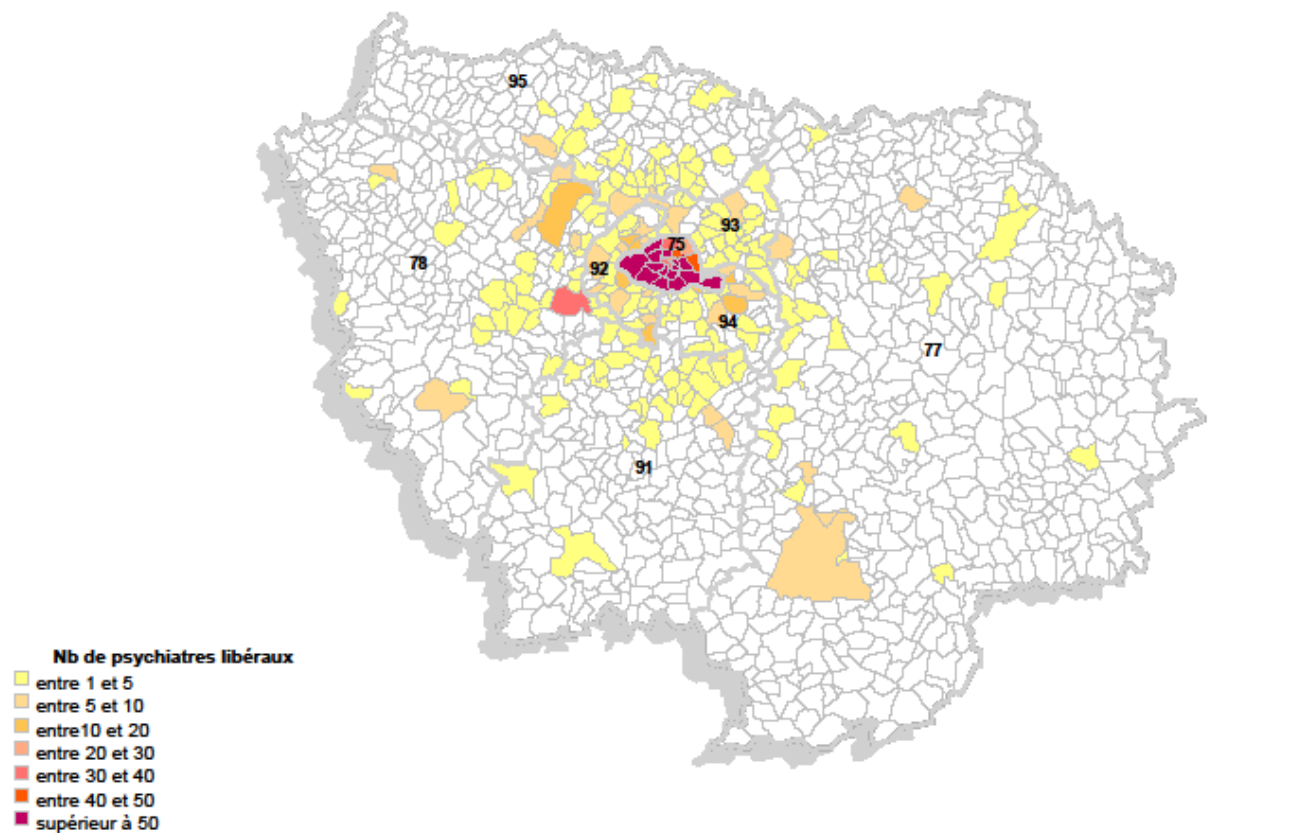 95
93
75
78
92
94
77
91
Nb de psychiatres libéraux
entre 1 et 5
entre 5 et 10
entre10 et 20
entre 20 et 30
entre 30 et 40
entre 40 et 50
supérieur à 50